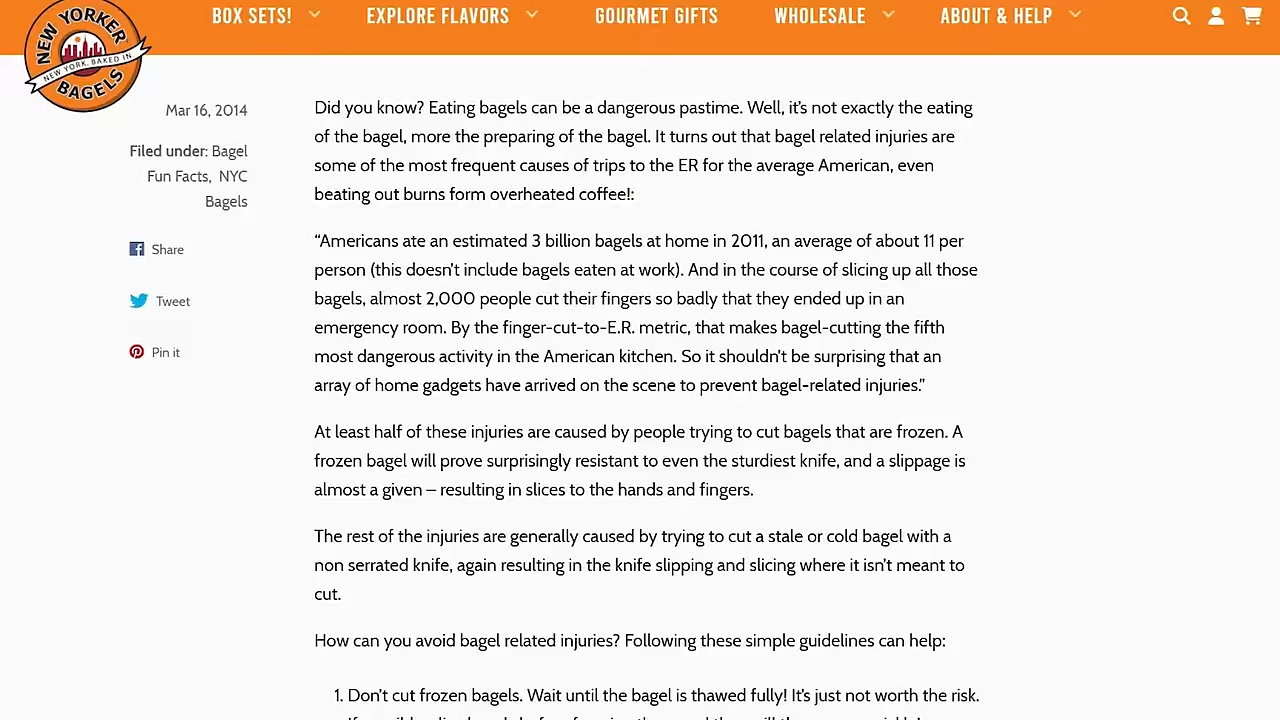 BOX SETS!
EXPLORE FLAVORS
GOURMET GIFTS
WHOLESALE
ABOUT & HELP
NEW YORKER
NEW YORK. BAKED IN
BAGELS
Mar 16, 2014
Filed under: Bagel
Fun Facts, NYC
Bagels
Share
Tweet
Pin it
Did you know? Eating bagels can be a dangerous pastime. Well, it's not exactly the eating
of the bagel, more the preparing of the bagel. It turns out that bagel related injuries are
some of the most frequent causes of trips to the ER for the average American, even
beating out burns form overheated coffee!:
“Americans ate an estimated 3 billion bagels at home in 2011, an average of about 11 per
person (this doesn't include bagels eaten at work). And in the course of slicing up all those
bagels, almost 2,000 people cut their fingers so badly that they ended up in an
emergency room. By the finger-cut-to-E.R. metric, that makes bagel-cutting the fifth
most dangerous activity in the American kitchen. So it shouldn't be surprising that an
array of home gadgets have arrived on the scene to prevent bagel-related injuries.”
At least half of these injuries are caused by people trying to cut bagels that are frozen. A
frozen bagel will prove surprisingly resistant to even the sturdiest knife, and a slippage is
almost a given – resulting in slices to the hands and fingers.
The rest of the injuries are generally caused by trying to cut a stale or cold bagel with a
non serrated knife, again resulting in the knife slipping and slicing where it isn't meant to
cut.
How can you avoid bagel related injuries? Following these simple guidelines can help:
1. Don't cut frozen bagels. Wait until the bagel is thawed fully! It's just not worth the risk.